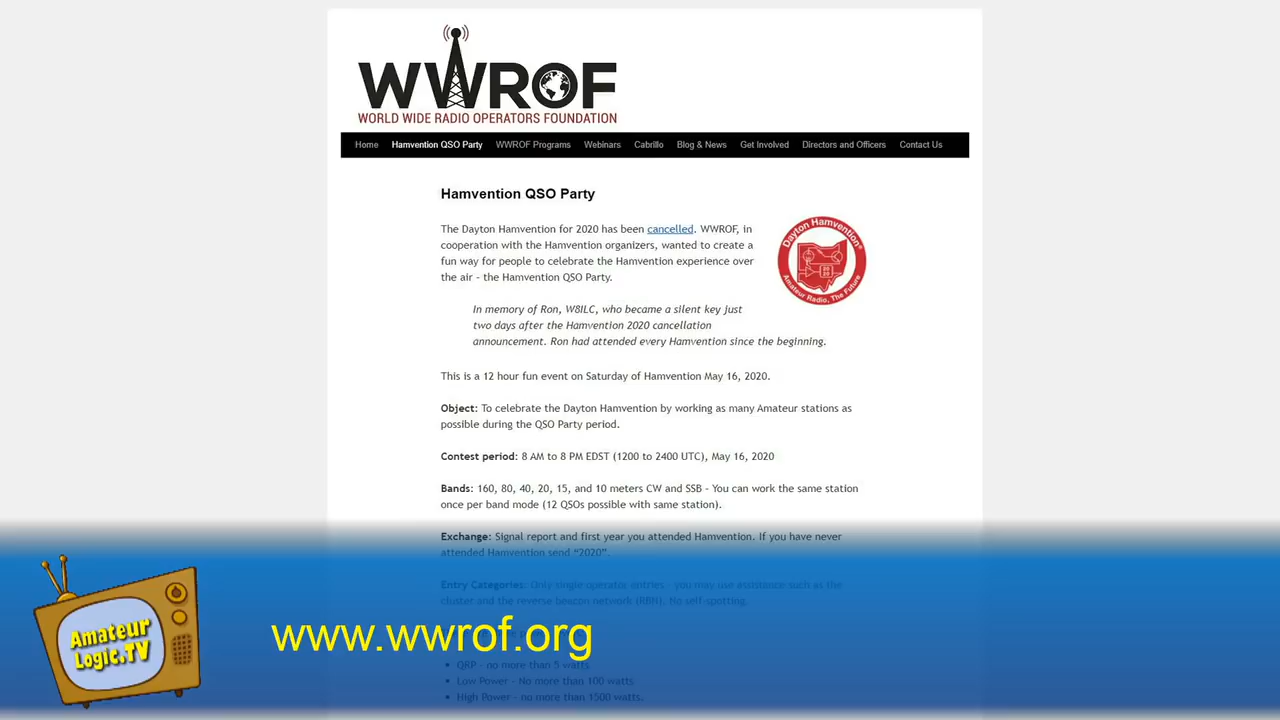 WWROF
WORLD WIDE RADIO OPERATORS FOUNDATION
Home Hamvention QSO Party WWROF Programs Webinars Cabrillo Blog & News Get Involved Directors and Officers Contact Us
Hamvention QSO Party
The Dayton Hamvention for 2020 has been cancelled. WWROF, in
cooperation with the Hamvention organizers, wanted to create a
fun way for people to celebrate the Hamvention experience over
the air – the Hamvention QSO Party.
Dayton Hamvention®
Amateur Radio, The Future
In memory of Ron, W8ILC, who became a silent key just
two days after the Hamvention 2020 cancellation
announcement. Ron had attended every Hamvention since the beginning.
This is a 12 hour fun event on Saturday of Hamvention May 16, 2020.
Object: To celebrate the Dayton Hamvention by working as many Amateur stations as
possible during the QSO Party period.
Contest period: 8 AM to 8 PM EDST (1200 to 2400 UTC), May 16, 2020
Bands: 160, 80, 40, 20, 15, and 10 meters CW and SSB – You can work the same station
once per band mode (12 QSOs possible with same station).
Exchange: Signal report and first year you attended Hamvention. If you have never
attended Hamvention send “2020”.
Entry Categories: Only single operator entries – you may use assistance such as the
cluster and the reverse beacon network (RBN). No self-spotting.
Amateur
Logic.TV
www.wwrof.org
QRP – no more than 5 watts
Low Power – No more than 100 watts
High Power – no more than 1500 watts.